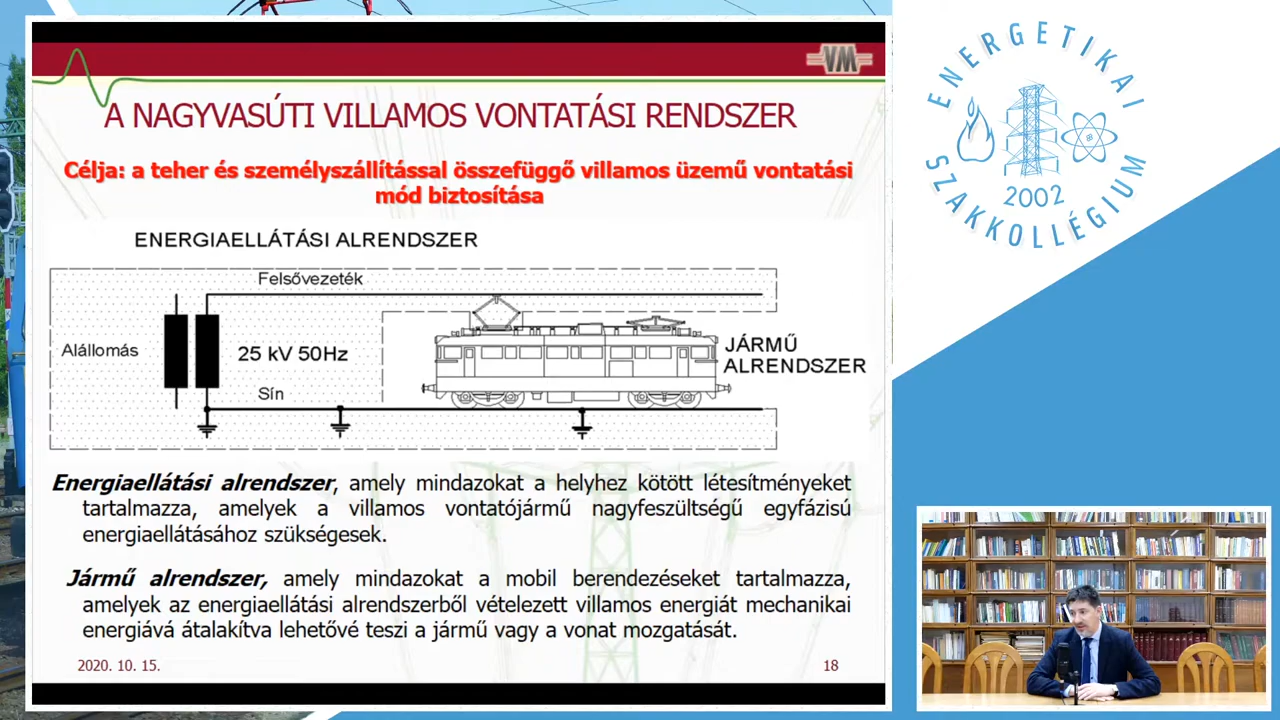 VM
A NAGYVASÚTI VILLAMOS VONTATÁSI RENDSZER
Célja: a teher és személyszállítással összefüggő villamos üzemű vontatási
mód biztosítása
ENERGIAELLÁTÁSI ALRENDSZER
Felsővezeték
Alállomás
25 kV 50Hz
JÁRMŰ
ALRENDSZER
Sín
Energiaellátási alrendszer, amely mindazokat a helyhez kötött létesítményeket
tartalmazza, amelyek a villamos vontatójármű nagyfeszültségű egyfázisú
energiaellátásához szükségesek.
Jármű alrendszer, amely mindazokat a mobil berendezéseket tartalmazza,
amelyek az energiaellátási alrendszerből vételezett villamos energiát mechanikai
energiává átalakítva lehetővé teszi a jármű vagy a vonat mozgatását.
2020. 10. 15.
18
ENERGETIKAI
2002
SZAKKOLLÉGIUM